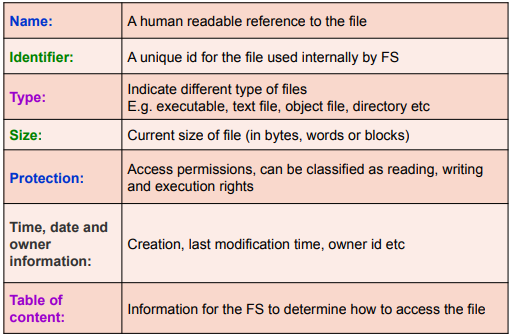 Name: A human readable reference to the file
Identifier: A unique id for the file used internally by FS
Type: Indicate different type of files
E.g. executable, text file, object file, directory etc
Size: Current size of file (in bytes, words or blocks)
Protection: Access permissions, can be classified as reading, writing
and execution rights
Time, date and
owner
information:
Creation, last modification time, owner id etc
Table of
content:
Information for the FS to determine how to access the file